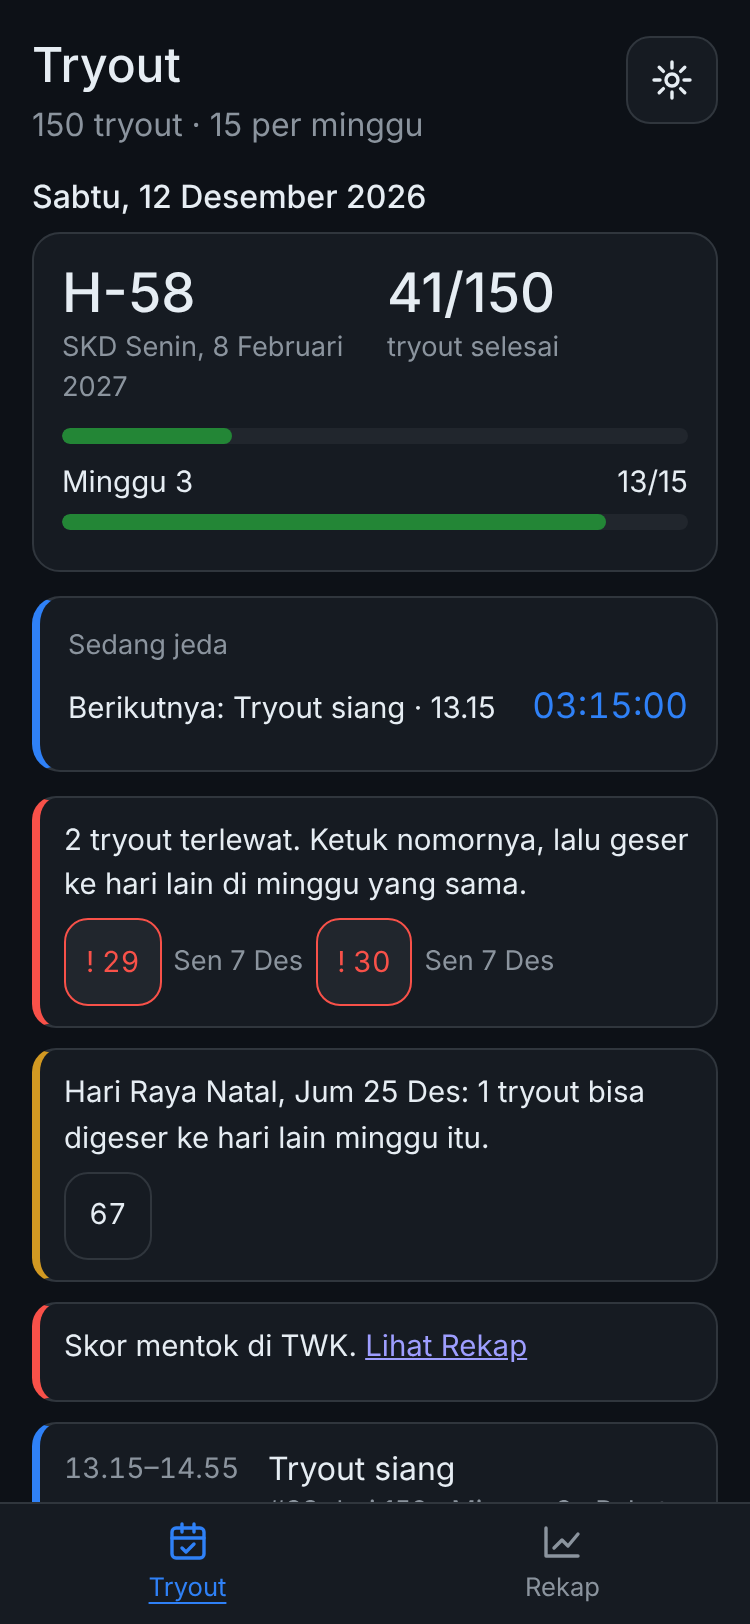 Tryout
150 tryout · 15 per minggu
Sabtu, 12 Desember 2026
H-58
SKD Senin, 8 Februari
2027
41/150
tryout selesai
Minggu 3
13/15
Sedang jeda
Berikutnya: Tryout siang · 13.15
03:15:00
2 tryout terlewat. Ketuk nomornya, lalu geser
ke hari lain di minggu yang sama.
! 29 Sen 7 Des ! 30 Sen 7 Des
Hari Raya Natal, Jum 25 Des: 1 tryout bisa
digeser ke hari lain minggu itu.
67
Skor mentok di TWK. Lihat Rekap
13.15–14.55 Tryout siang
Tryout
Rekap